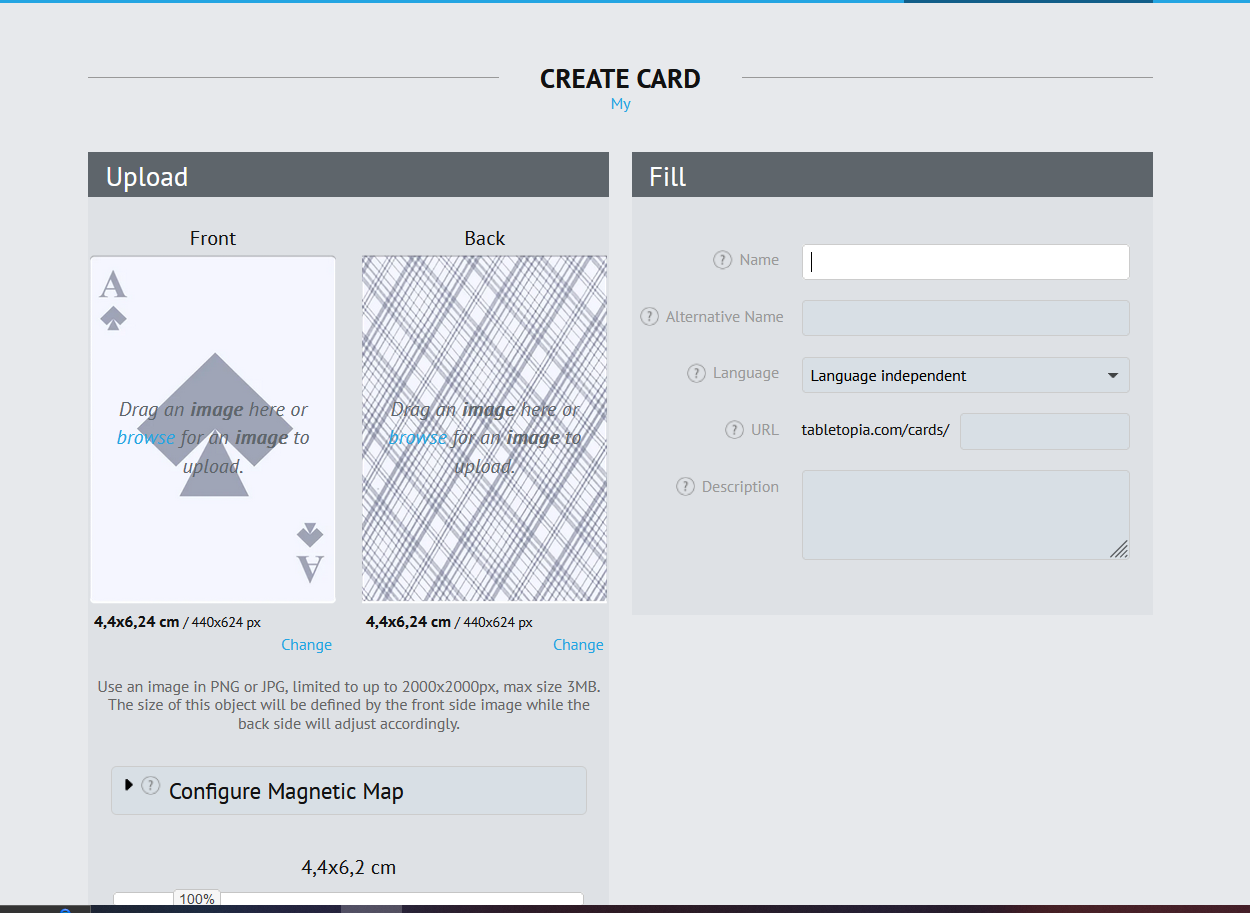 CREATE CARD
My
Upload
Front
Back
A
Drag an image here or
browse for an image to
upload.
A
Drag an image here or
browse for an image to
upload.
4,4x6,24 cm / 440x624 px
Change
4,4x6,24 cm / 440x624 px
Change
Use an image in PNG or JPG, limited to up to 2000x2000px, max size 3MB.
The size of this object will be defined by the front side image while the
back side will adjust accordingly.
? Configure Magnetic Map
4,4x6,2 cm
100%
Fill
? Name
? Alternative Name
? Language
Language independent
? URL
tabletopia.com/cards/
? Description